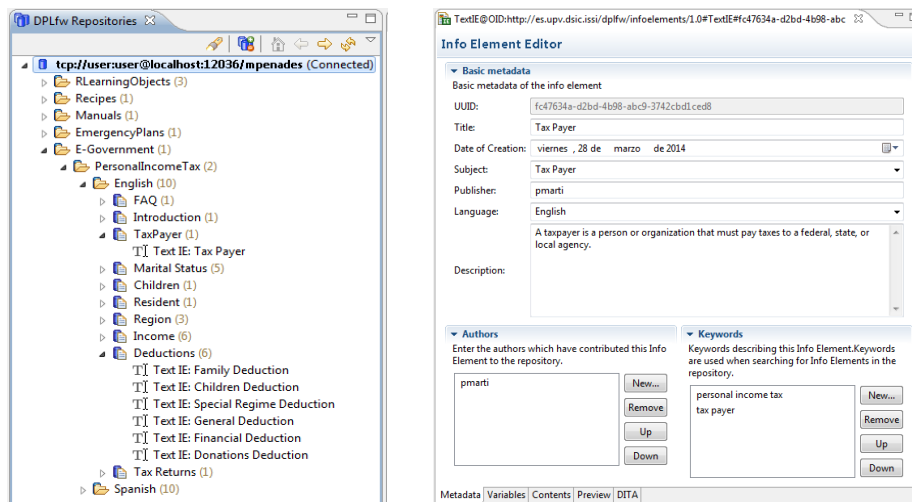 DPLfw Repositories
tcp://user:user@localhost:12036/mpenades (Connected)
RLearningObjects (3)
Recipes (1)
Manuals (1)
EmergencyPlans (1)
E-Government (1)
PersonalIncomeTax (2)
English (10)
FAQ (1)
Introduction (1)
TaxPayer (1)
Text IE: Tax Payer
Marital Status (5)
Children (1)
Resident (1)
Region (3)
Income (6)
Deductions (6)
Text IE: Family Deduction
Text IE: Children Deduction
Text IE: Special Regime Deduction
Text IE: General Deduction
Text IE: Financial Deduction
Text IE: Donations Deduction
Tax Returns (1)
Spanish (10)
TextIE@OID:http://es.upv.dsic.issi/dplfw/infoelements/1.0#TextIE#fc47634a-d2bd-4b98-abc
Info Element Editor
Basic metadata
Basic metadata of the info element
UUID: fc47634a-d2bd-4b98-abc9-3742cbd1ced8
Title: Tax Payer
Date of Creation: viernes , 28 de marzo de 2014
Subject: Tax Payer
Publisher: pmarti
Language: English
Description:
A taxpayer is a person or organization that must pay taxes to a federal, state, or
local agency.
Authors
Enter the authors which have contributed this Info
Element to the repository.
pmarti
New...
Remove
Up
Down
Keywords
Keywords describing this Info Element.Keywords
are used when searching for Info Elements in the
repository.
personal income tax
tax payer
New...
Remove
Up
Down
Metadata Variables Contents Preview DITA